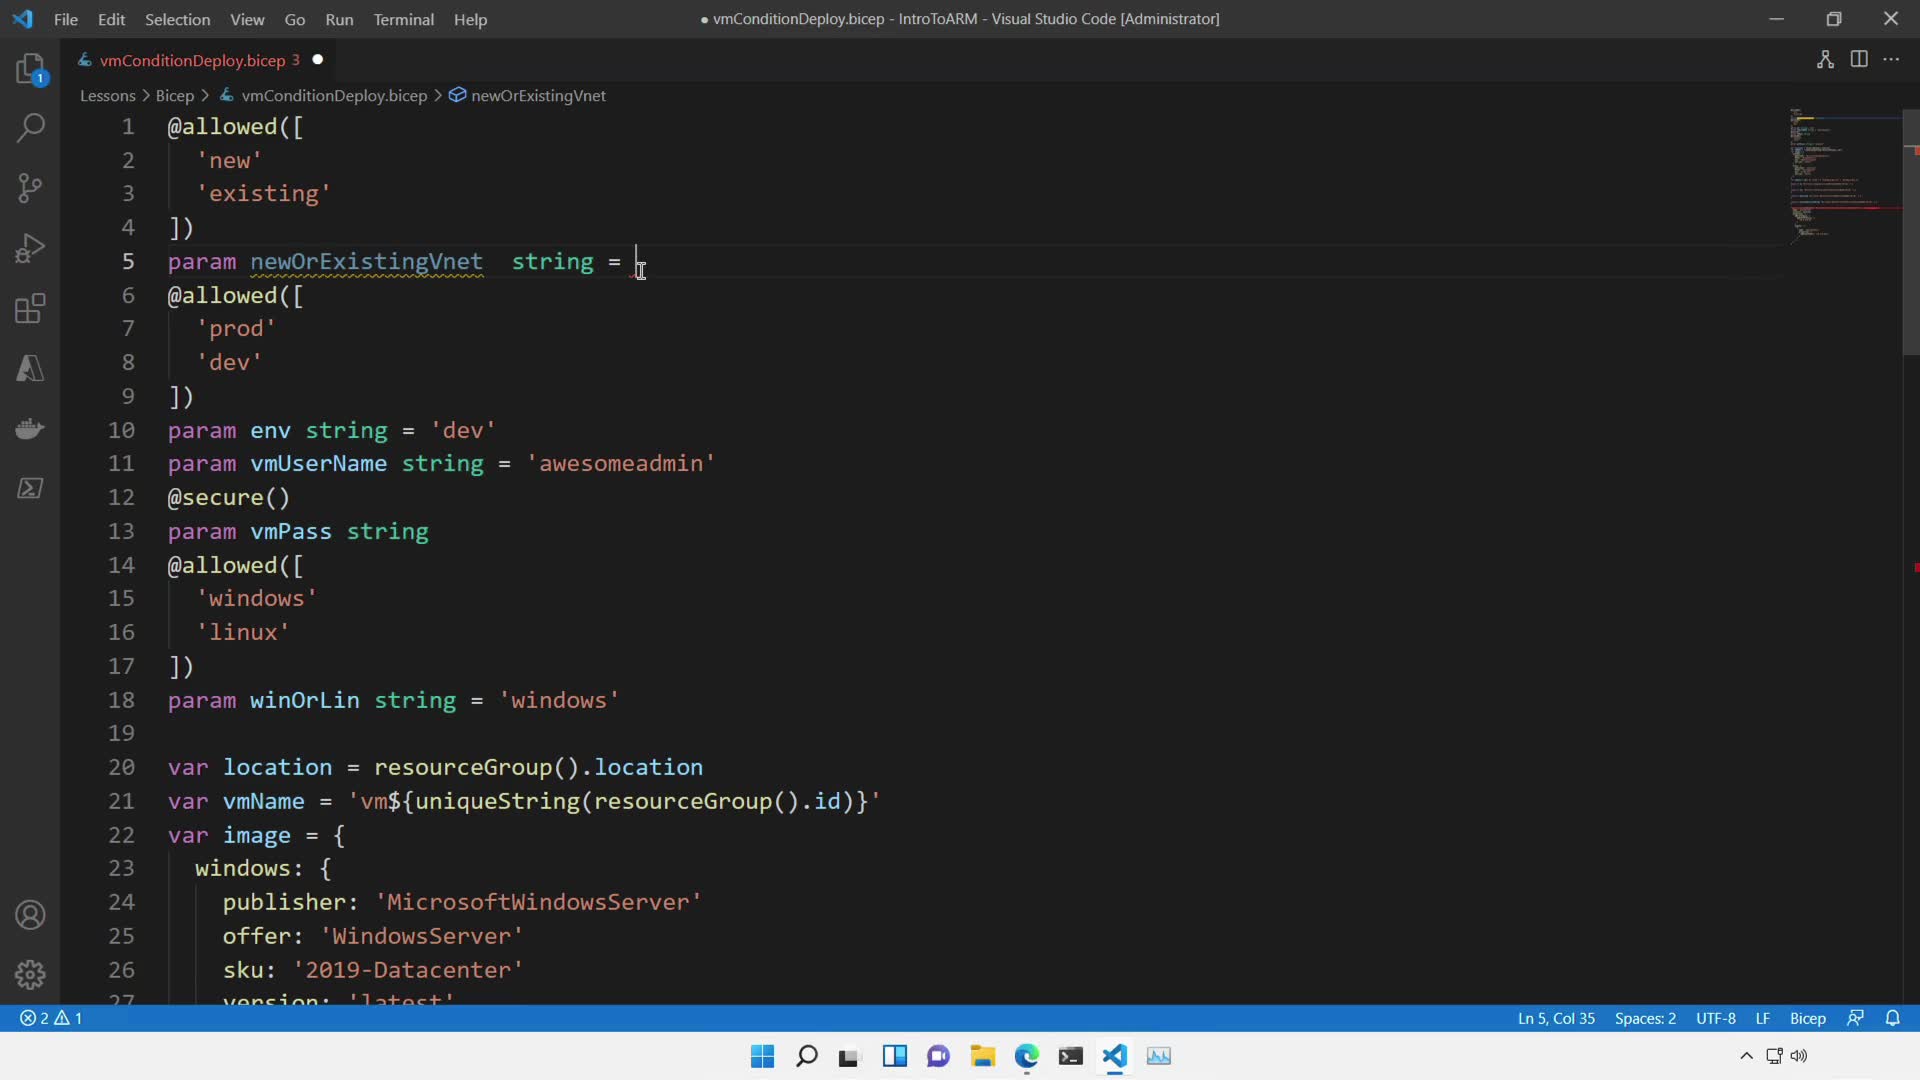 File Edit Selection View Go Run Terminal Help
● vmConditionDeploy.bicep - IntroToARM - Visual Studio Code [Administrator]
vmConditionDeploy.bicep 3 ●
1
Lessons > Bicep > vmConditionDeploy.bicep > newOrExistingVnet
1 @allowed([
2 'new'
3 'existing'
4 ])
5 param newOrExistingVnet  string =
6 @allowed([
7 'prod'
8 'dev'
9 ])
10 param env string = 'dev'
11 param vmUserName string = 'awesomeadmin'
12 @secure()
13 param vmPass string
14 @allowed([
15 'windows'
16 'linux'
17 ])
18 param winOrLin string = 'windows'
19
20 var location = resourceGroup().location
21 var vmName = 'vm${uniqueString(resourceGroup().id)}'
22 var image = {
23 windows: {
24 publisher: 'MicrosoftWindowsServer'
25 offer: 'WindowsServer'
26 sku: '2019-Datacenter'
27 version: 'latest'
2 1 Ln 5, Col 35 Spaces: 2 UTF-8 LF Bicep